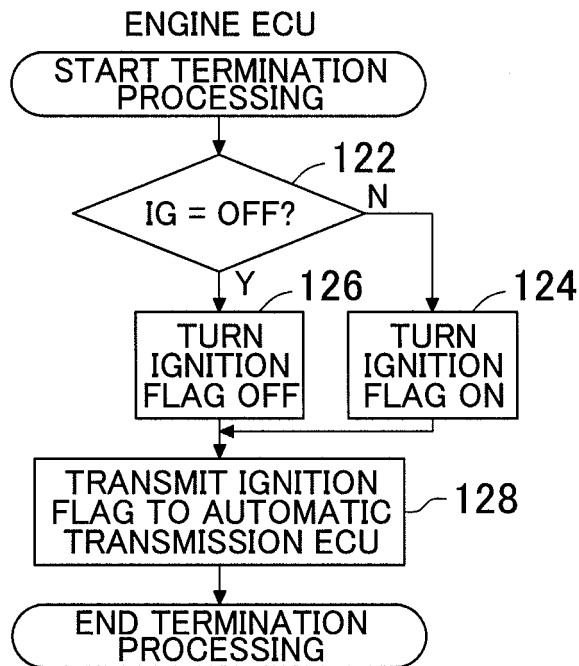 ENGINE ECU
START TERMINATION
PROCESSING
122
IG = OFF?
N
Y
126
124
TURN
IGNITION
FLAG OFF
TURN
IGNITION
FLAG ON
TRANSMIT IGNITION
FLAG TO AUTOMATIC
TRANSMISSION ECU
128
END TERMINATION
PROCESSING